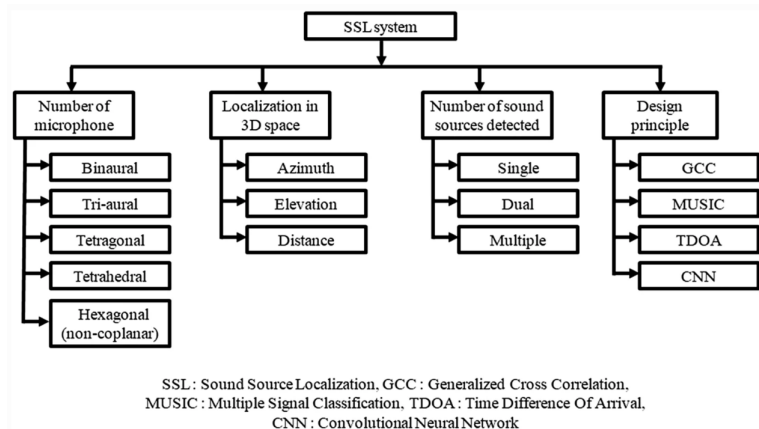 SSL system
Number of
microphone
Binaural
Tri-aural
Tetragonal
Tetrahedral
Hexagonal
(non-coplanar)
Localization in
3D space
Azimuth
Elevation
Distance
Number of sound
sources detected
Single
Dual
Multiple
Design
principle
GCC
MUSIC
TDOA
CNN
SSL : Sound Source Localization, GCC : Generalized Cross Correlation,
MUSIC : Multiple Signal Classification, TDOA : Time Difference Of Arrival,
CNN : Convolutional Neural Network